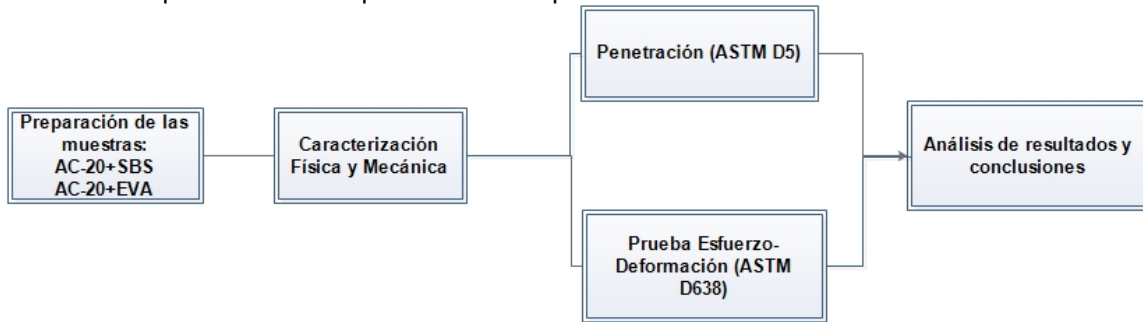 Preparación de las
muestras:
AC-20+SBS
AC-20+EVA
Caracterización
Física y Mecánica
Penetración (ASTM D5)
Prueba Esfuerzo-
Deformación (ASTM
D638)
Análisis de resultados y
conclusiones